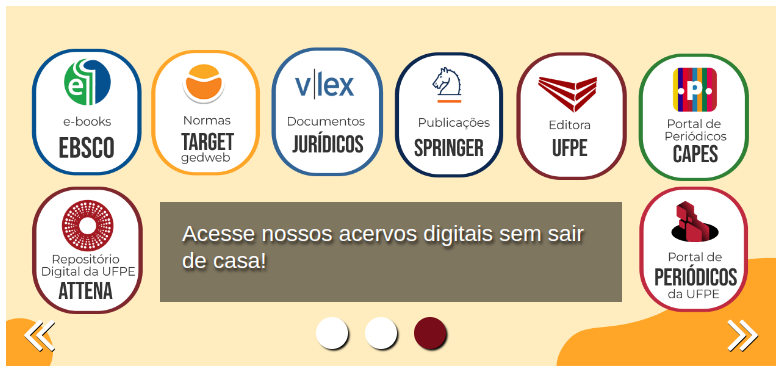 e-books
EBSCO
Normas
TARGET
gedweb
v|lex
Documentos
JURÍDICOS
Publicações
SPRINGER
Editora
UFPE
.p.
Portal de
Periódicos
CAPES
Repositório
Digital da UFPE
ATTENA
Acesse nossos acervos digitais sem sair
de casa!
Portal de
PERIÓDICOS
da UFPE